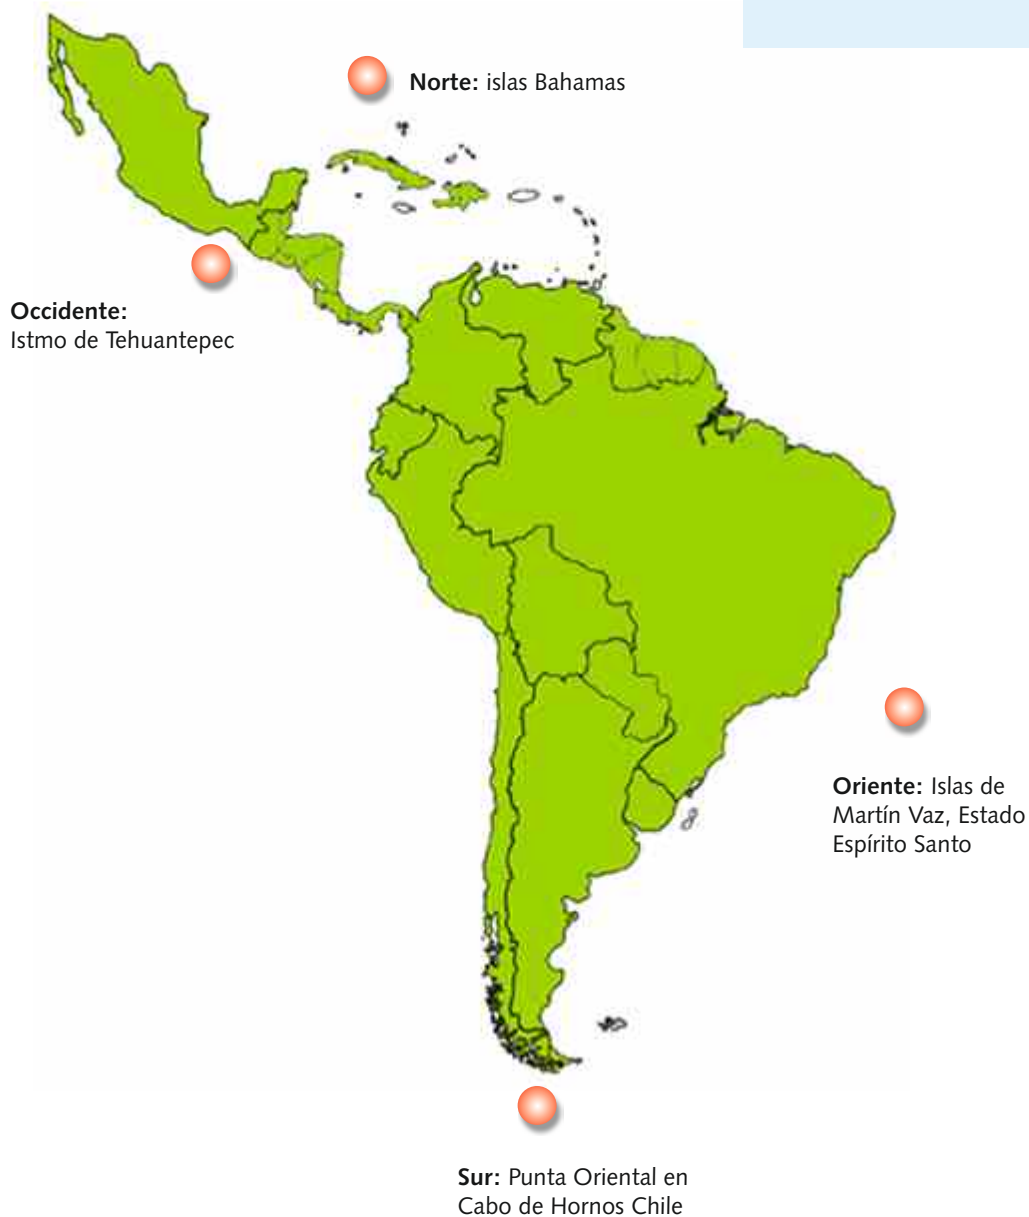 Norte: islas Bahamas
Occidente:
Istmo de Tehuantepec
Oriente: Islas de
Martín Vaz, Estado
Espírito Santo
Sur: Punta Oriental en
Cabo de Hornos Chile